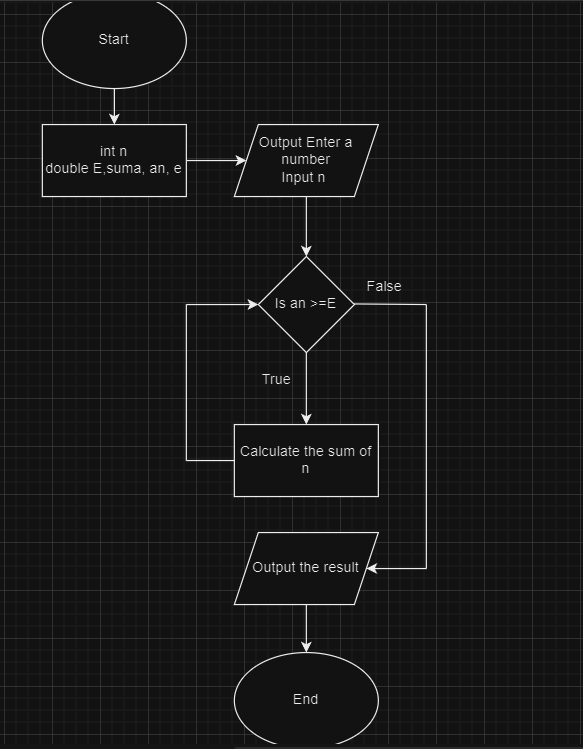 Start
int n
double E,suma, an, e
Output Enter a
number
Input n
Is an >=E
False
True
Calculate the sum of
n
Output the result
End